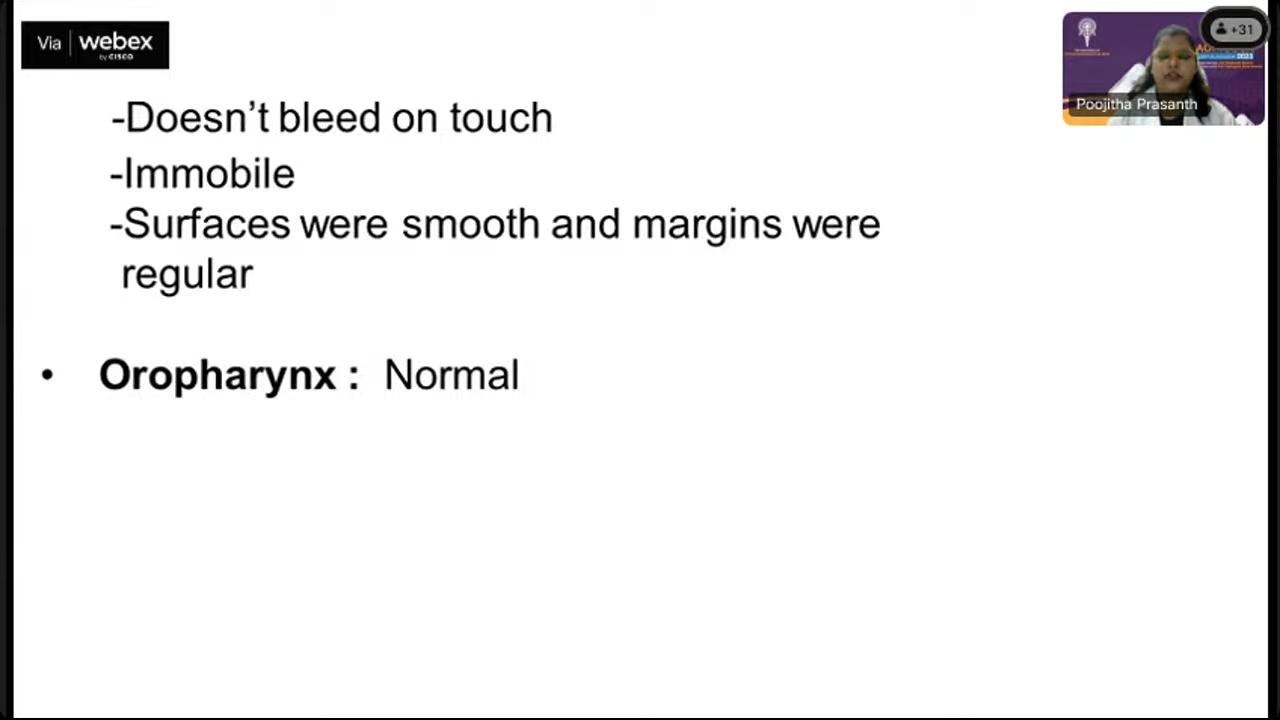 Via webex
by CISCO
+31
Poojitha Prasanth
-Doesn’t bleed on touch
-Immobile
-Surfaces were smooth and margins were
regular
• Oropharynx : Normal